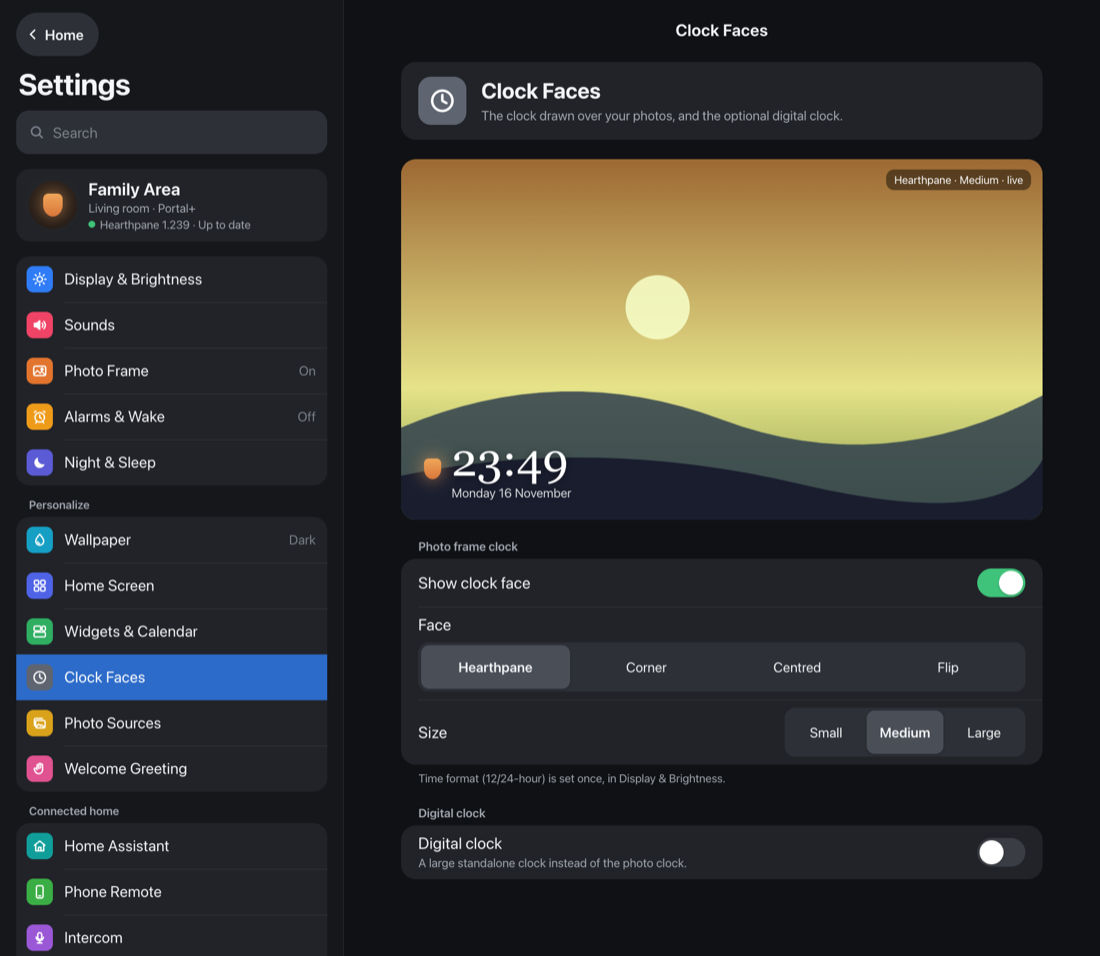 Home
Settings
Search
Family Area
Living room · Portal+
Hearthpane 1.239 · Up to date
Display & Brightness
Sounds
Photo Frame On
Alarms & Wake Off
Night & Sleep
Personalize
Wallpaper Dark
Home Screen
Widgets & Calendar
Clock Faces
Photo Sources
Welcome Greeting
Connected home
Home Assistant
Phone Remote
Intercom
Clock Faces
Clock Faces
The clock drawn over your photos, and the optional digital clock.
Hearthpane · Medium · live
23:49
Monday 16 November
Photo frame clock
Show clock face
Face
Hearthpane Corner Centred Flip
Size Small Medium Large
Time format (12/24-hour) is set once, in Display & Brightness.
Digital clock
Digital clock
A large standalone clock instead of the photo clock.